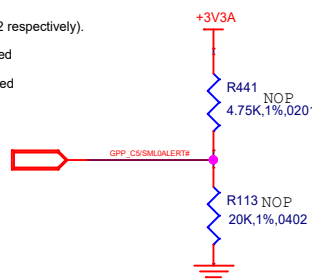 2 respectively).
+3V3A
ed
ed
R441
NOP
4.75K,1%,0201
GPP_C5/SML0ALERT#
R113 NOP
20K,1%,0402